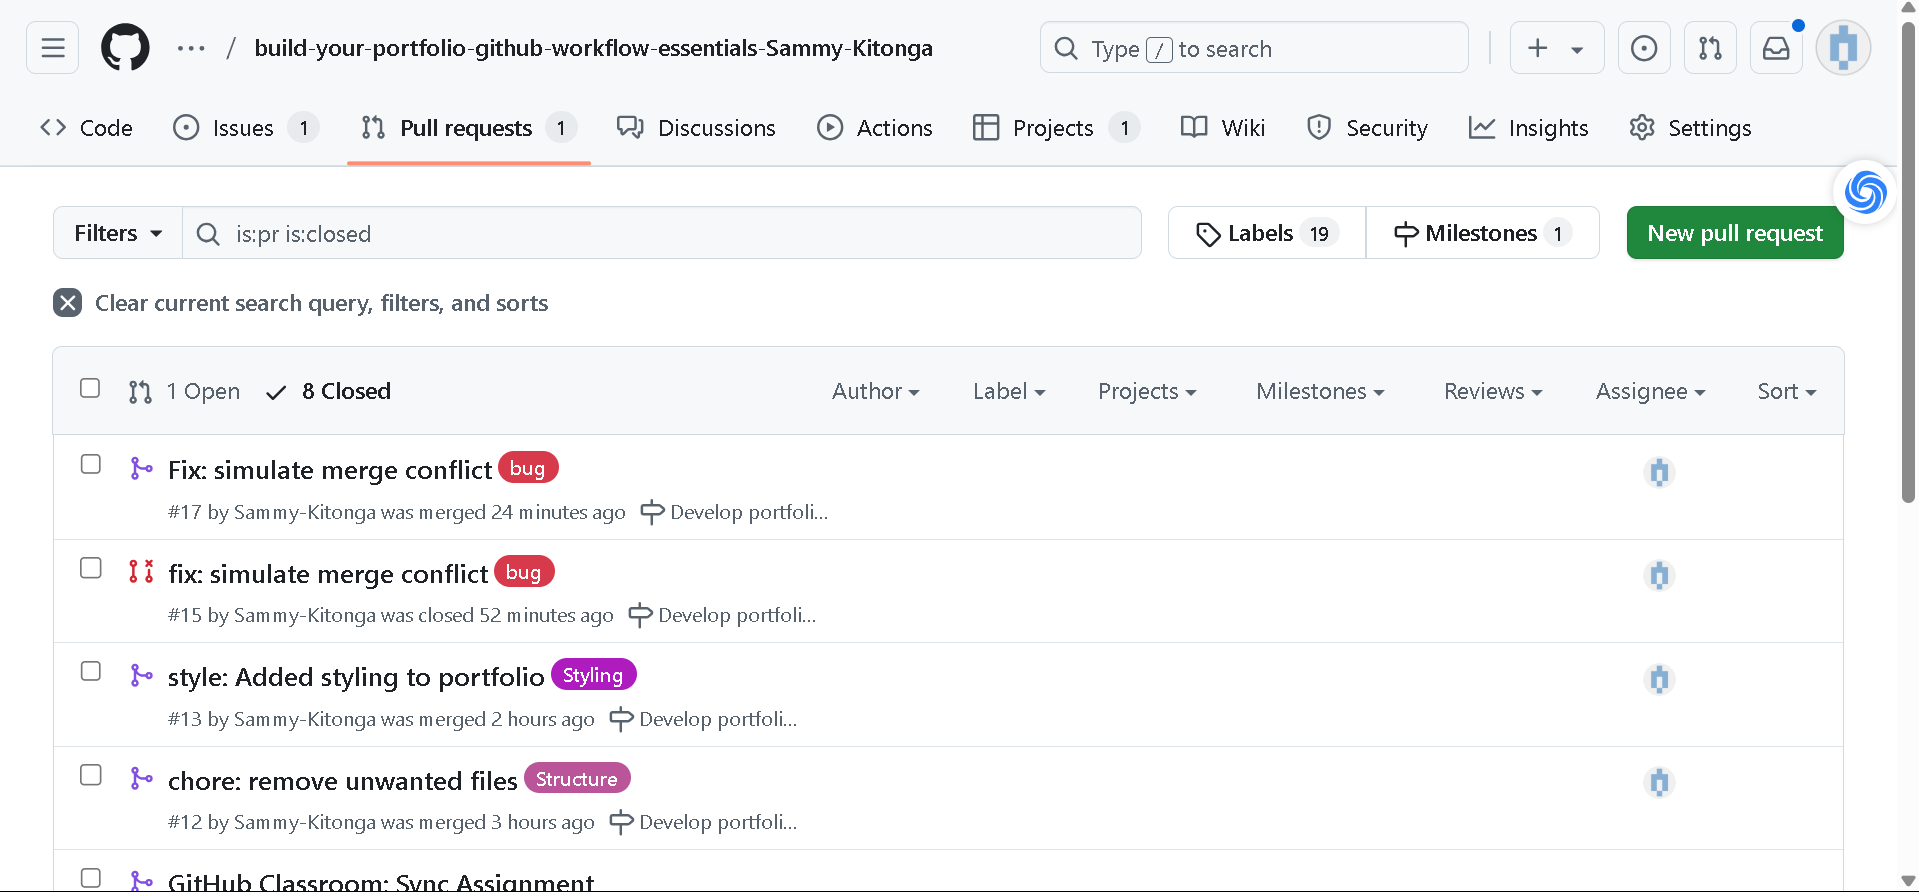 ... / build-your-portfolio-github-workflow-essentials-Sammy-Kitonga Type / to search
Code Issues 1 Pull requests 1 Discussions Actions Projects 1 Wiki Security Insights Settings
Filters is:pr is:closed Labels 19 Milestones 1 New pull request
Clear current search query, filters, and sorts
1 Open 8 Closed Author Label Projects Milestones Reviews Assignee Sort
Fix: simulate merge conflict bug
#17 by Sammy-Kitonga was merged 24 minutes ago Develop portfoli...
fix: simulate merge conflict bug
#15 by Sammy-Kitonga was closed 52 minutes ago Develop portfoli...
style: Added styling to portfolio Styling
#13 by Sammy-Kitonga was merged 2 hours ago Develop portfoli...
chore: remove unwanted files Structure
#12 by Sammy-Kitonga was merged 3 hours ago Develop portfoli...
GitHub Classroom: Sync Assignment